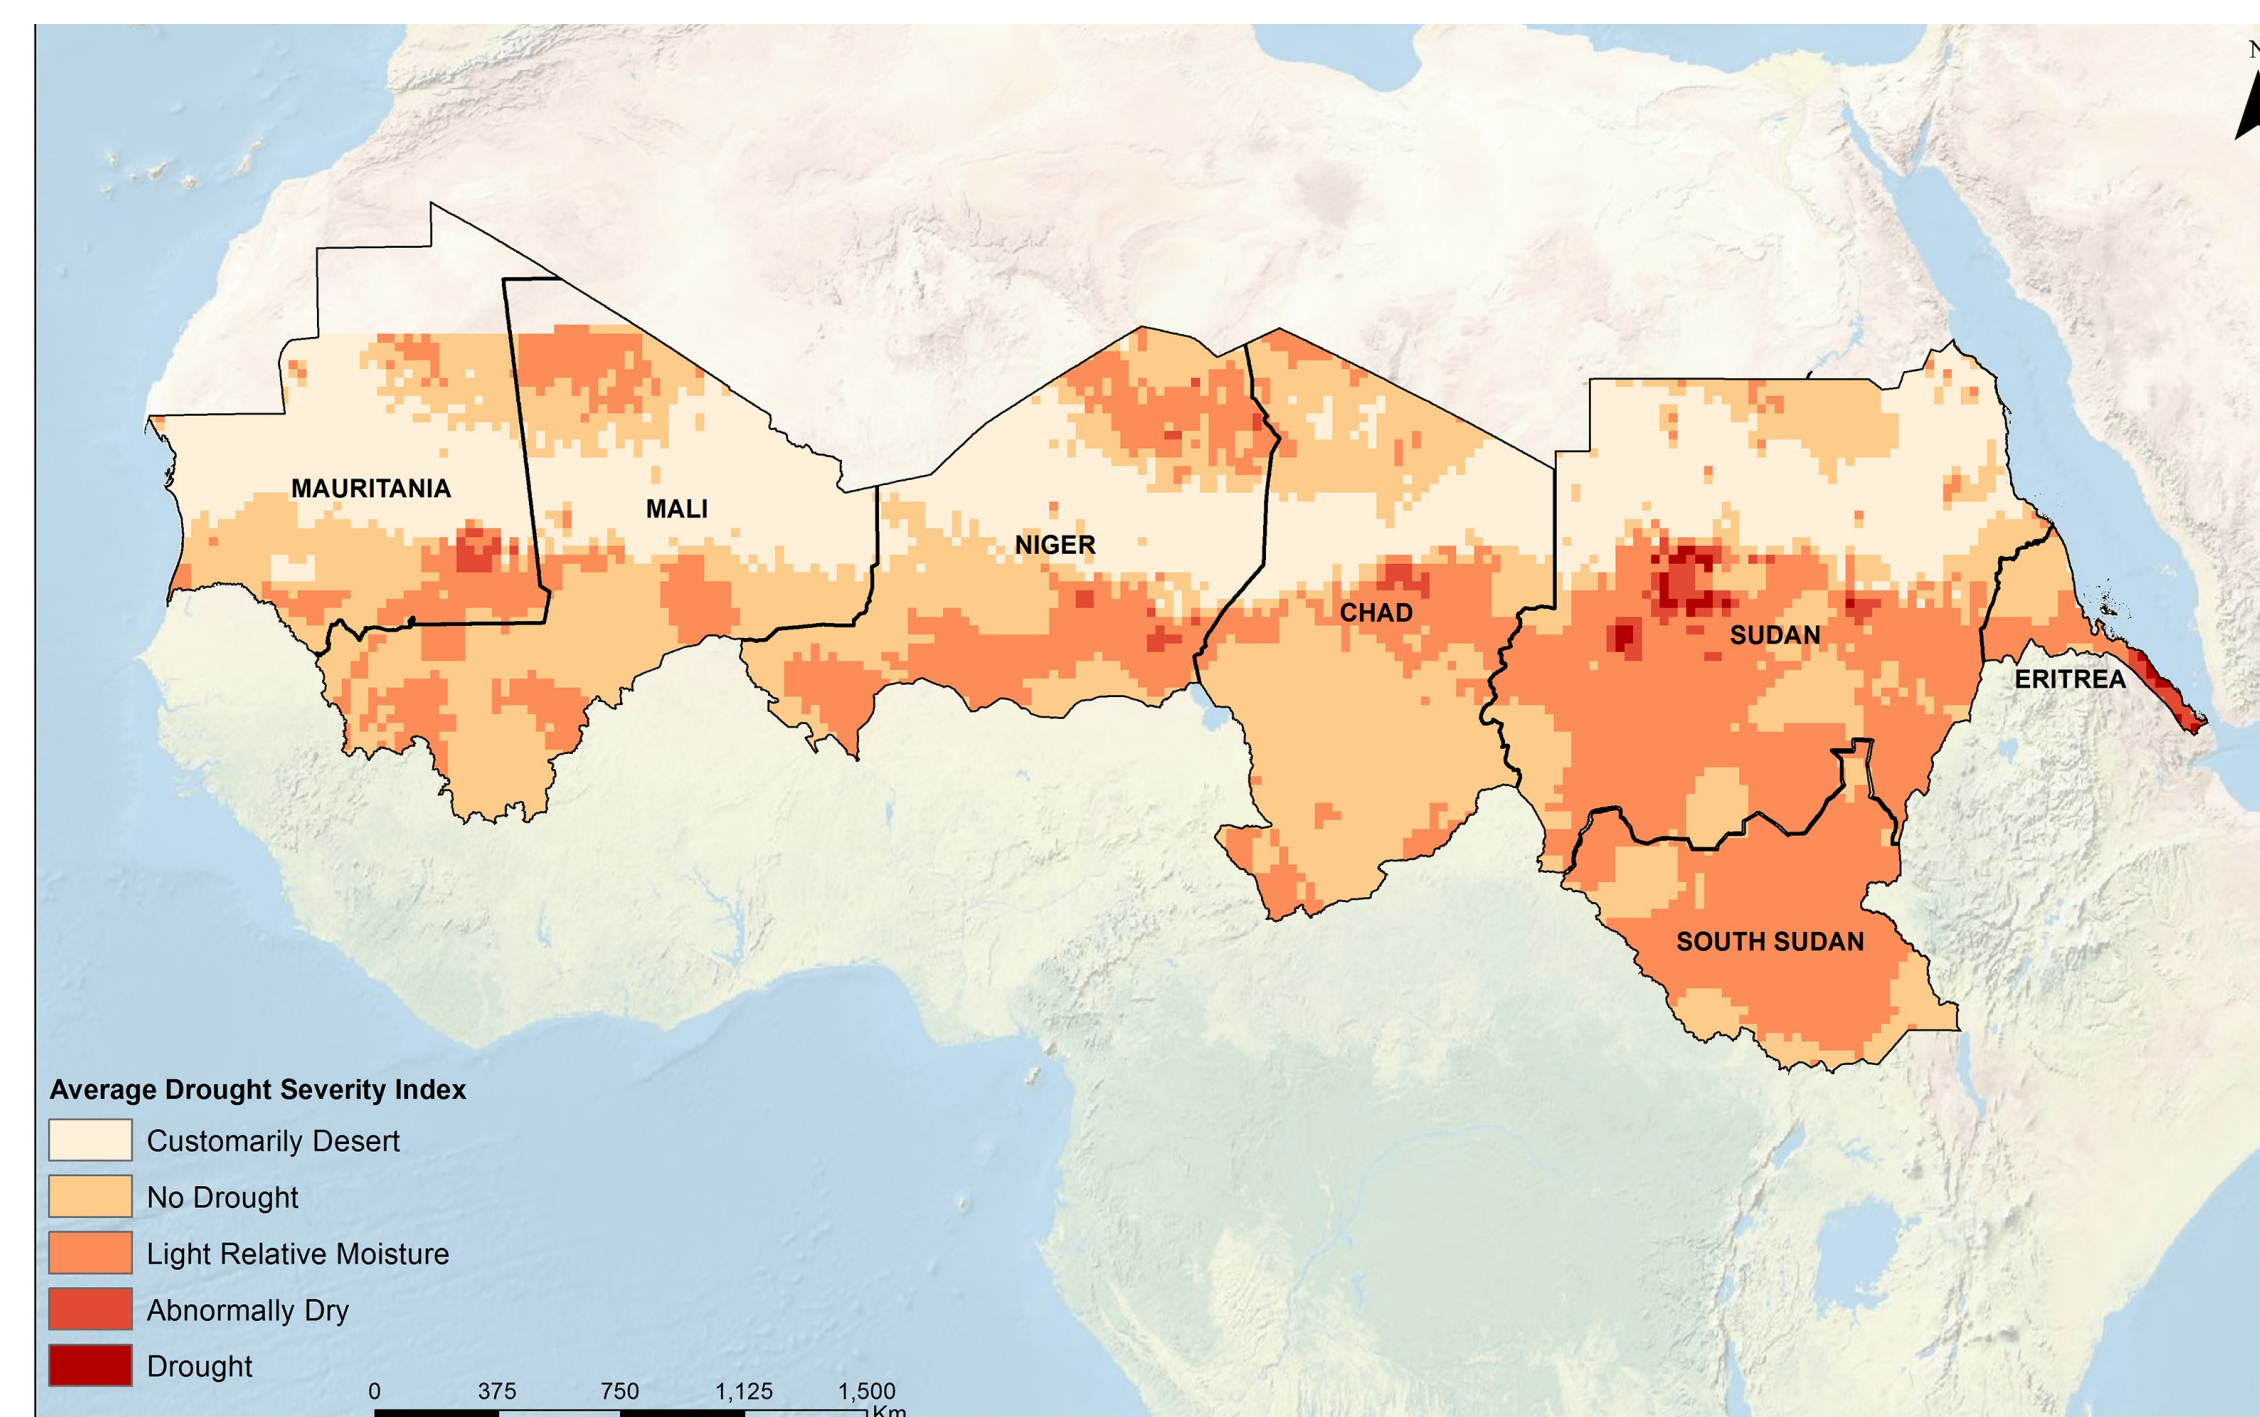 N
MAURITANIA
MALI
NIGER
CHAD
SUDAN
ERITREA
SOUTH SUDAN
Average Drought Severity Index
Customarily Desert
No Drought
Light Relative Moisture
Abnormally Dry
Drought
0 375 750 1,125 1,500
Km